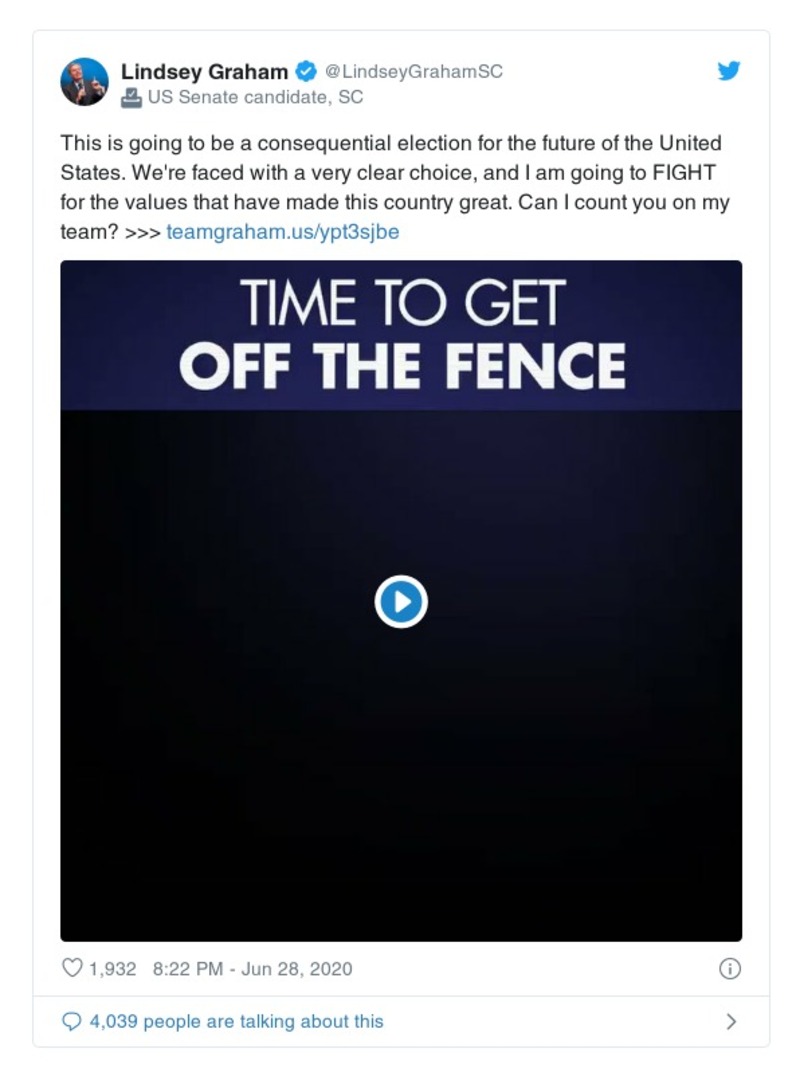 Lindsey Graham @LindseyGrahamSC
US Senate candidate, SC
This is going to be a consequential election for the future of the United
States. We're faced with a very clear choice, and I am going to FIGHT
for the values that have made this country great. Can I count you on my
team? >>> teamgraham.us/ypt3sjbe
TIME TO GET
OFF THE FENCE
1,932 8:22 PM - Jun 28, 2020
4,039 people are talking about this